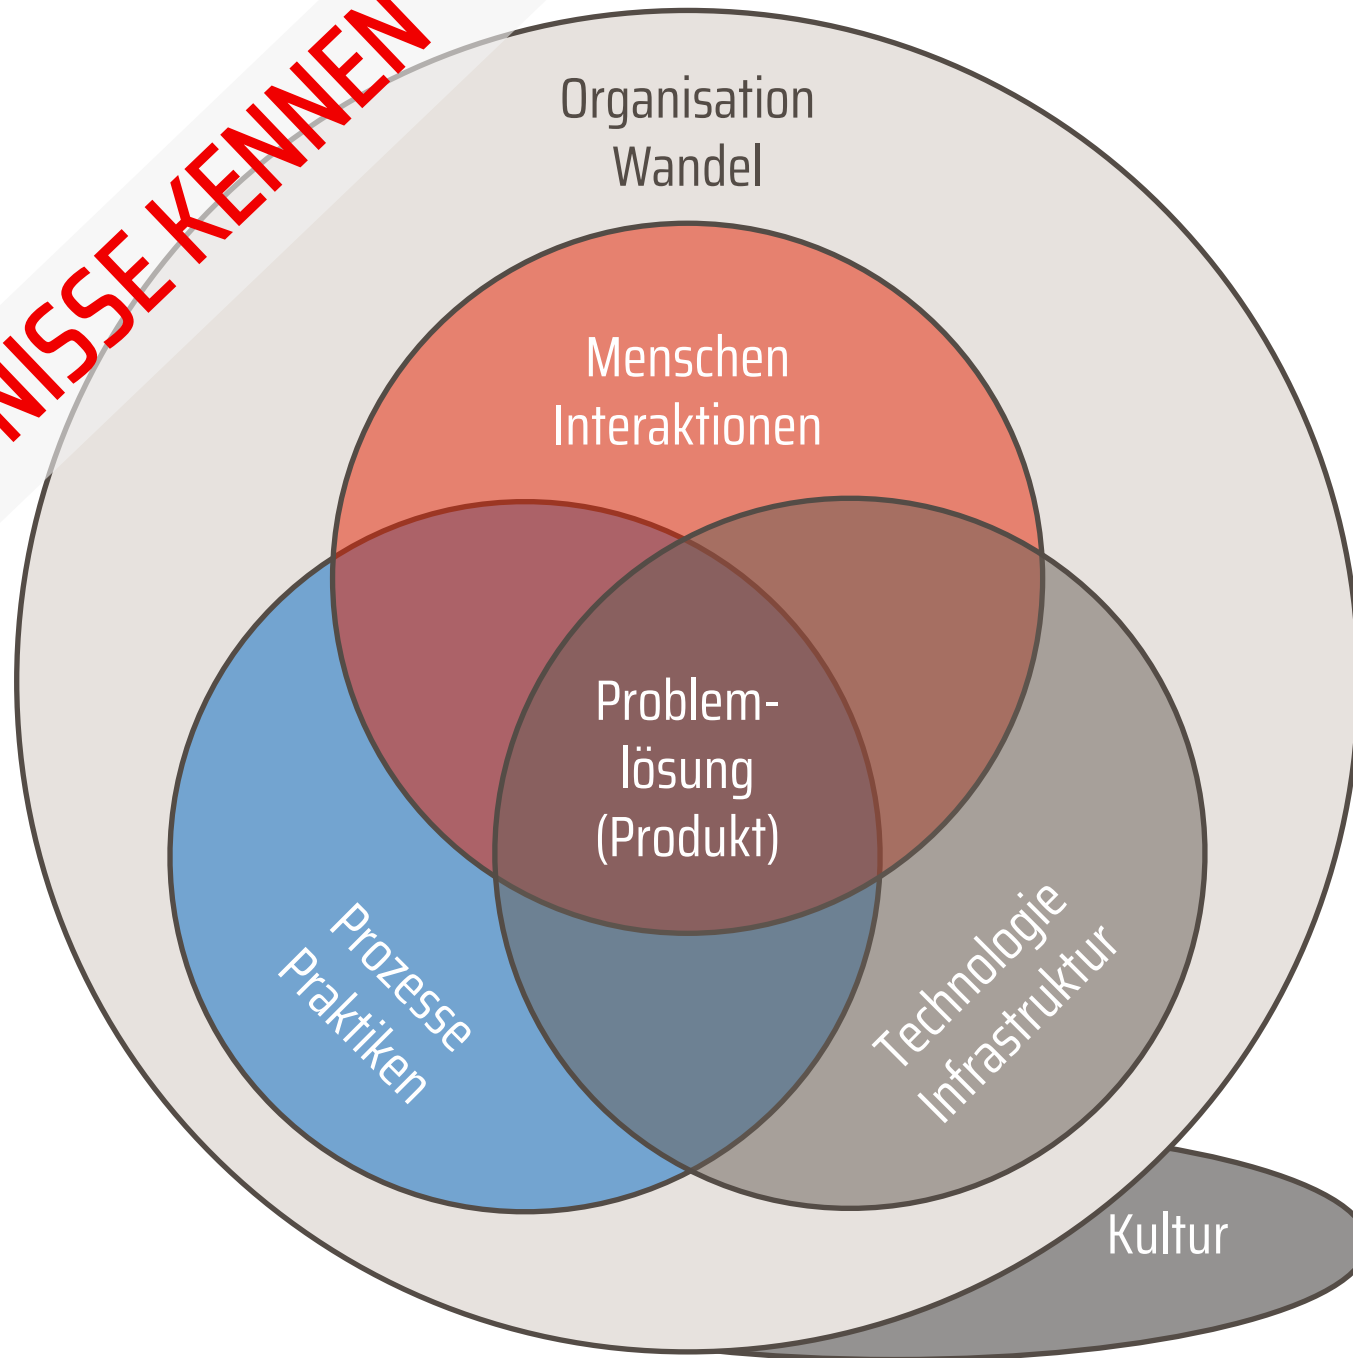 NISSE KENNEN
Organisation
Wandel
Menschen
Interaktionen
Problem-
lösung
(Produkt)
Prozesse
Praktiken
Technologie
Infrastruktur
Kultur